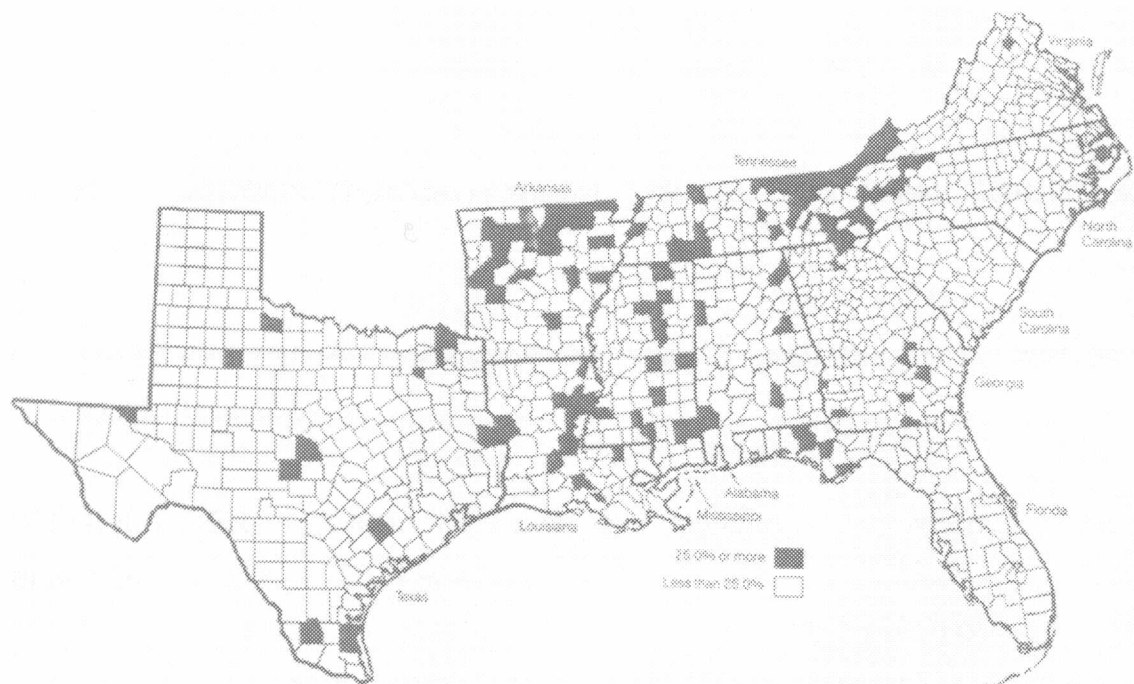 Virginia
Tennessee
Arkansas
North
Carolina
South
Carolina
Georgia
Alabama
Mississippi
Florida
Louisiana
25.0% or more
Less than 25.0%
Texas